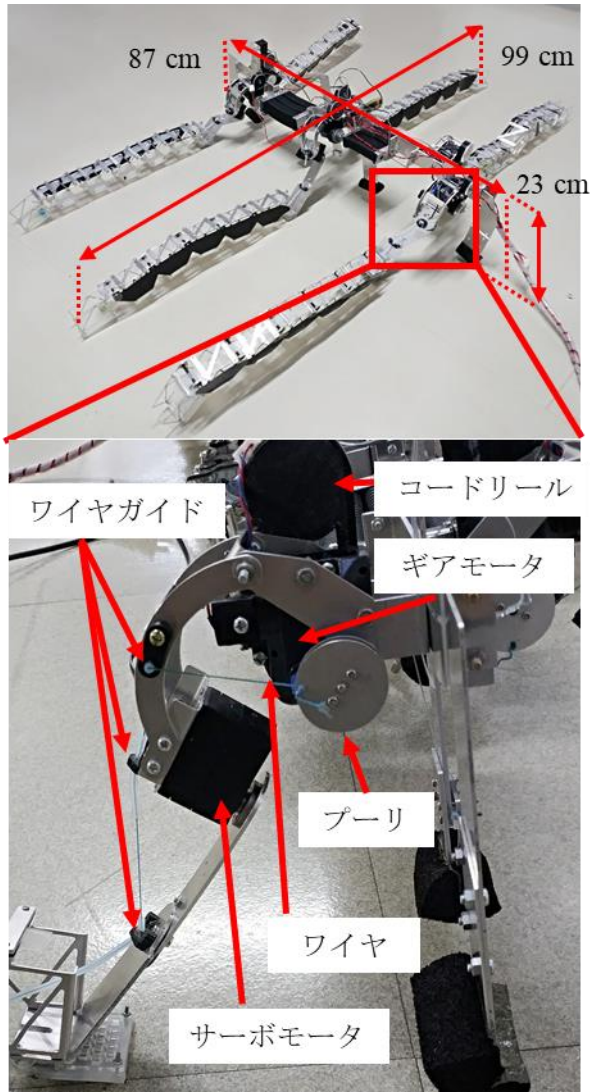 87 cm
99 cm
23 cm
コードリール
ワイヤガイド
ギアモータ
プーリ
ワイヤ
サーボモータ